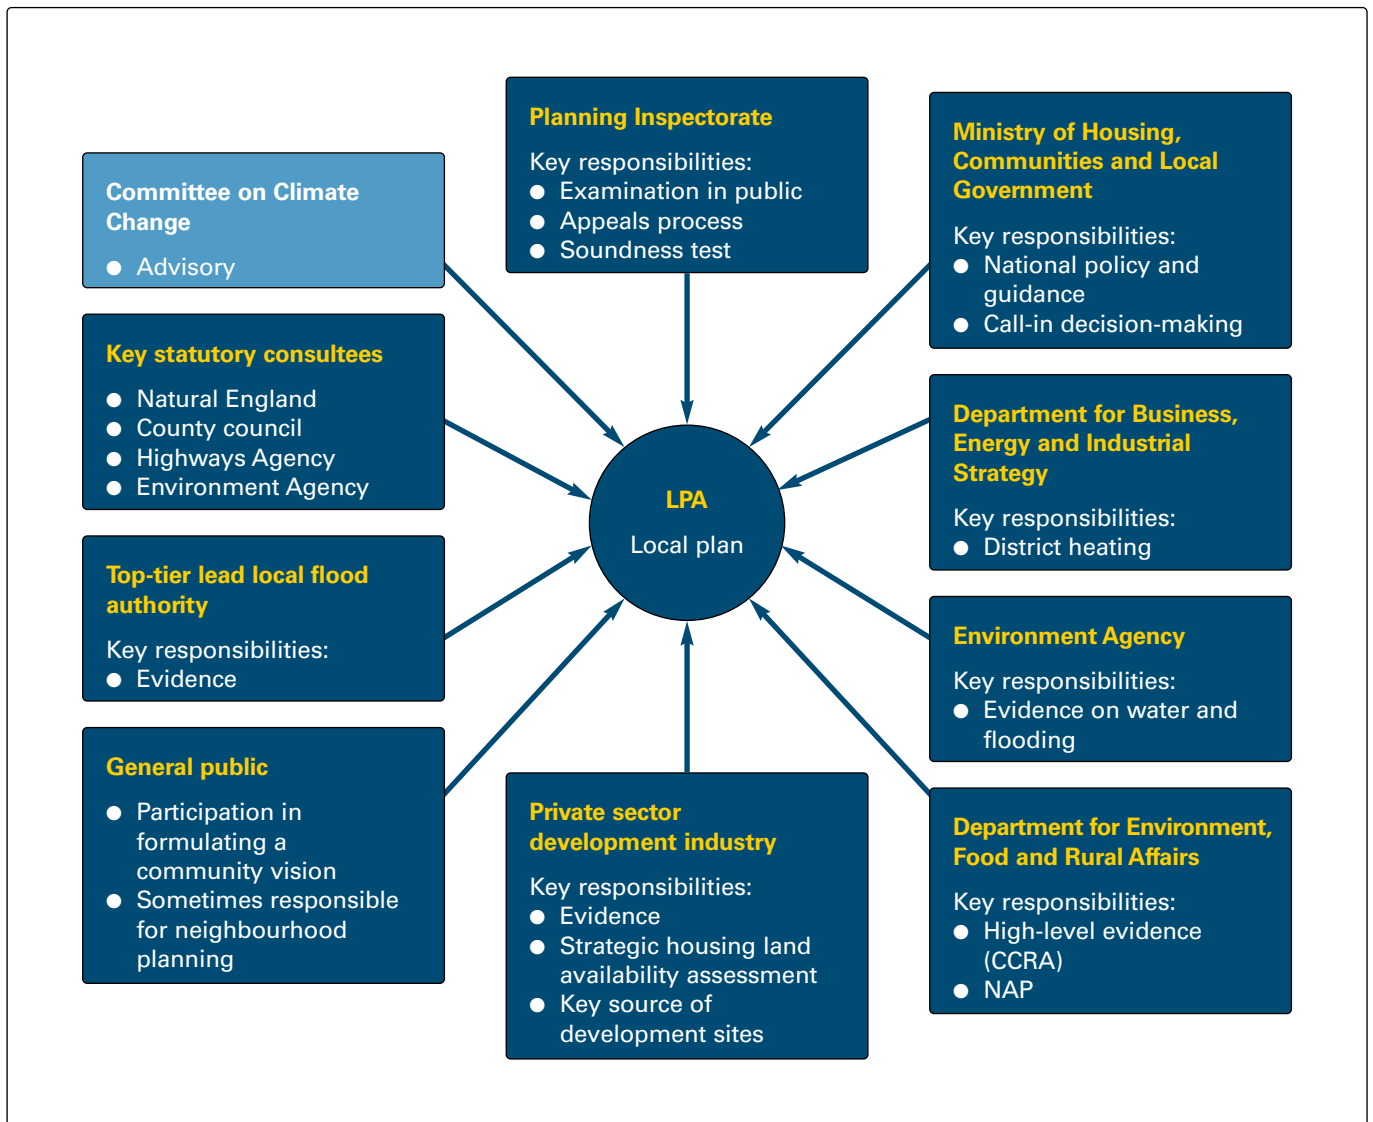 Planning Inspectorate
Key responsibilities:
● Examination in public
● Appeals process
● Soundness test
Ministry of Housing,
Communities and Local
Government
Key responsibilities:
● National policy and
guidance
● Call-in decision-making
Committee on Climate
Change
● Advisory
Key statutory consultees
● Natural England
● County council
● Highways Agency
● Environment Agency
Department for Business,
Energy and Industrial
Strategy
Key responsibilities:
● District heating
LPA
Local plan
Top-tier lead local flood
authority
Key responsibilities:
● Evidence
Environment Agency
Key responsibilities:
● Evidence on water and
flooding
General public
● Participation in
formulating a
community vision
● Sometimes responsible
for neighbourhood
planning
Private sector
development industry
Key responsibilities:
● Evidence
● Strategic housing land
availability assessment
● Key source of
development sites
Department for Environment,
Food and Rural Affairs
Key responsibilities:
● High-level evidence
(CCRA)
● NAP